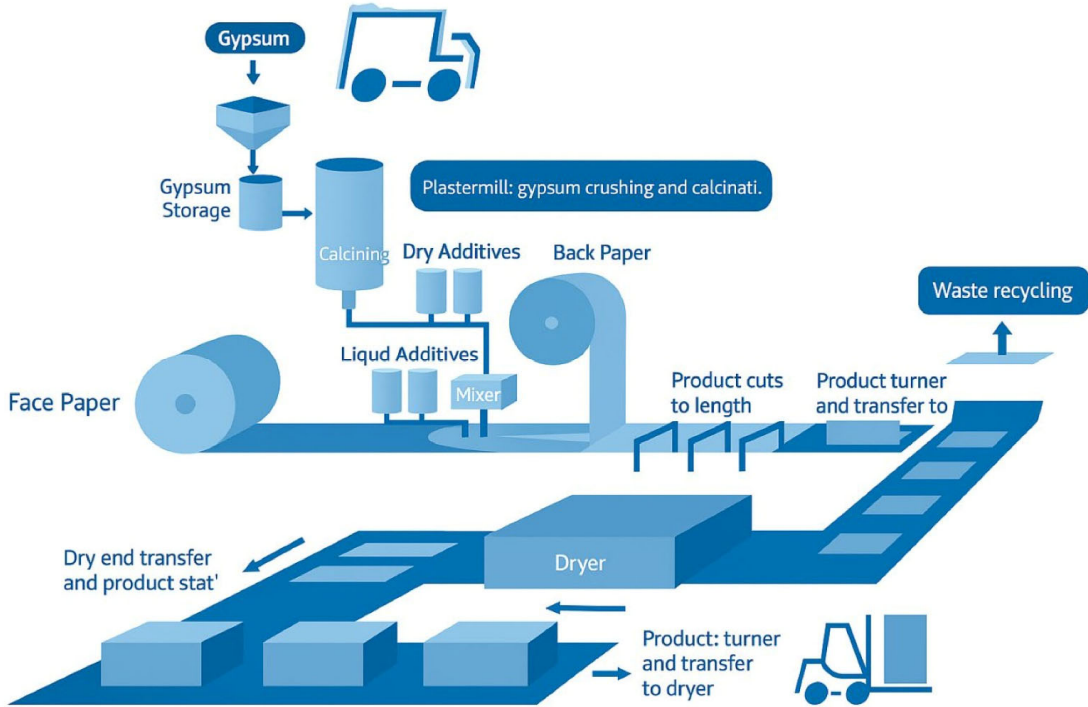 Gypsum
Gypsum
Storage
Plastermill: gypsum crushing and calcinati.
Calcining
Dry Additives
Back Paper
Waste recycling
Liqud Additives
Mixer
Face Paper
Product cuts
to length
Product turner
and transfer to
Dryer
Dry end transfer
and product stat'
Product: turner
and transfer
to dryer